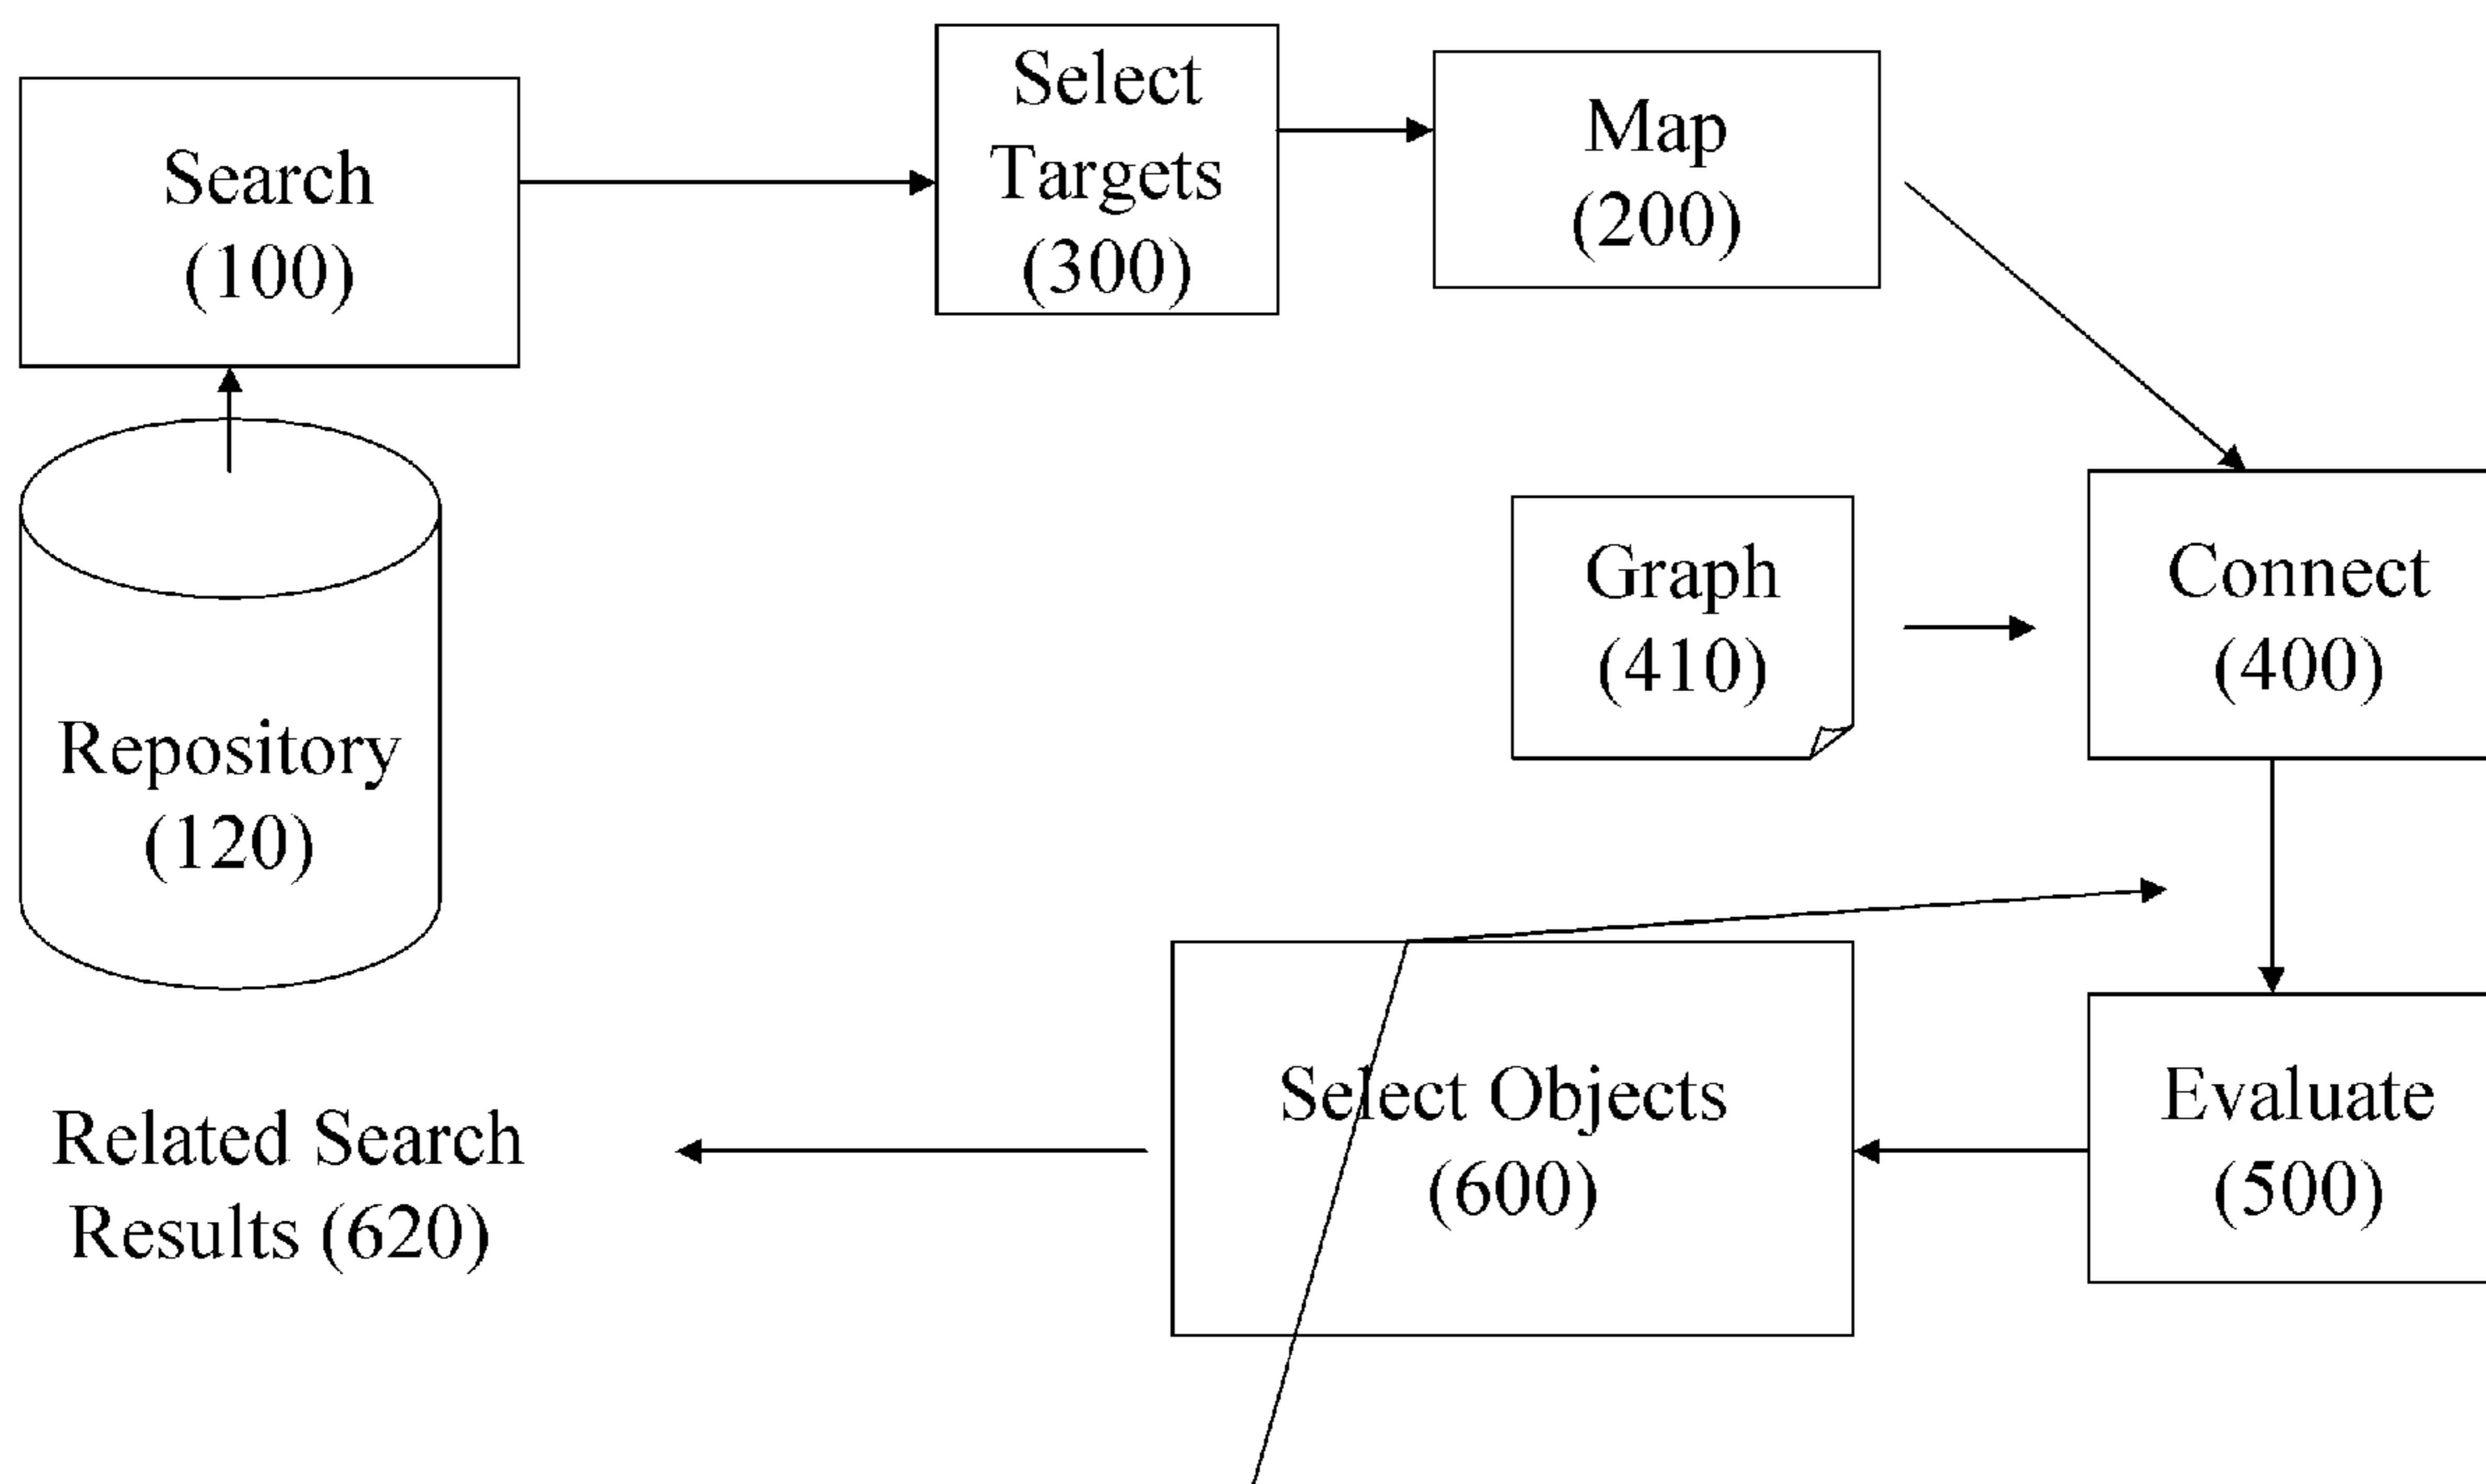 Search
(100)
Select
Targets
(300)
Map
(200)
Repository
(120)
Graph
(410)
Connect
(400)
Related Search
Results (620)
Select Objects
(600)
Evaluate
(500)